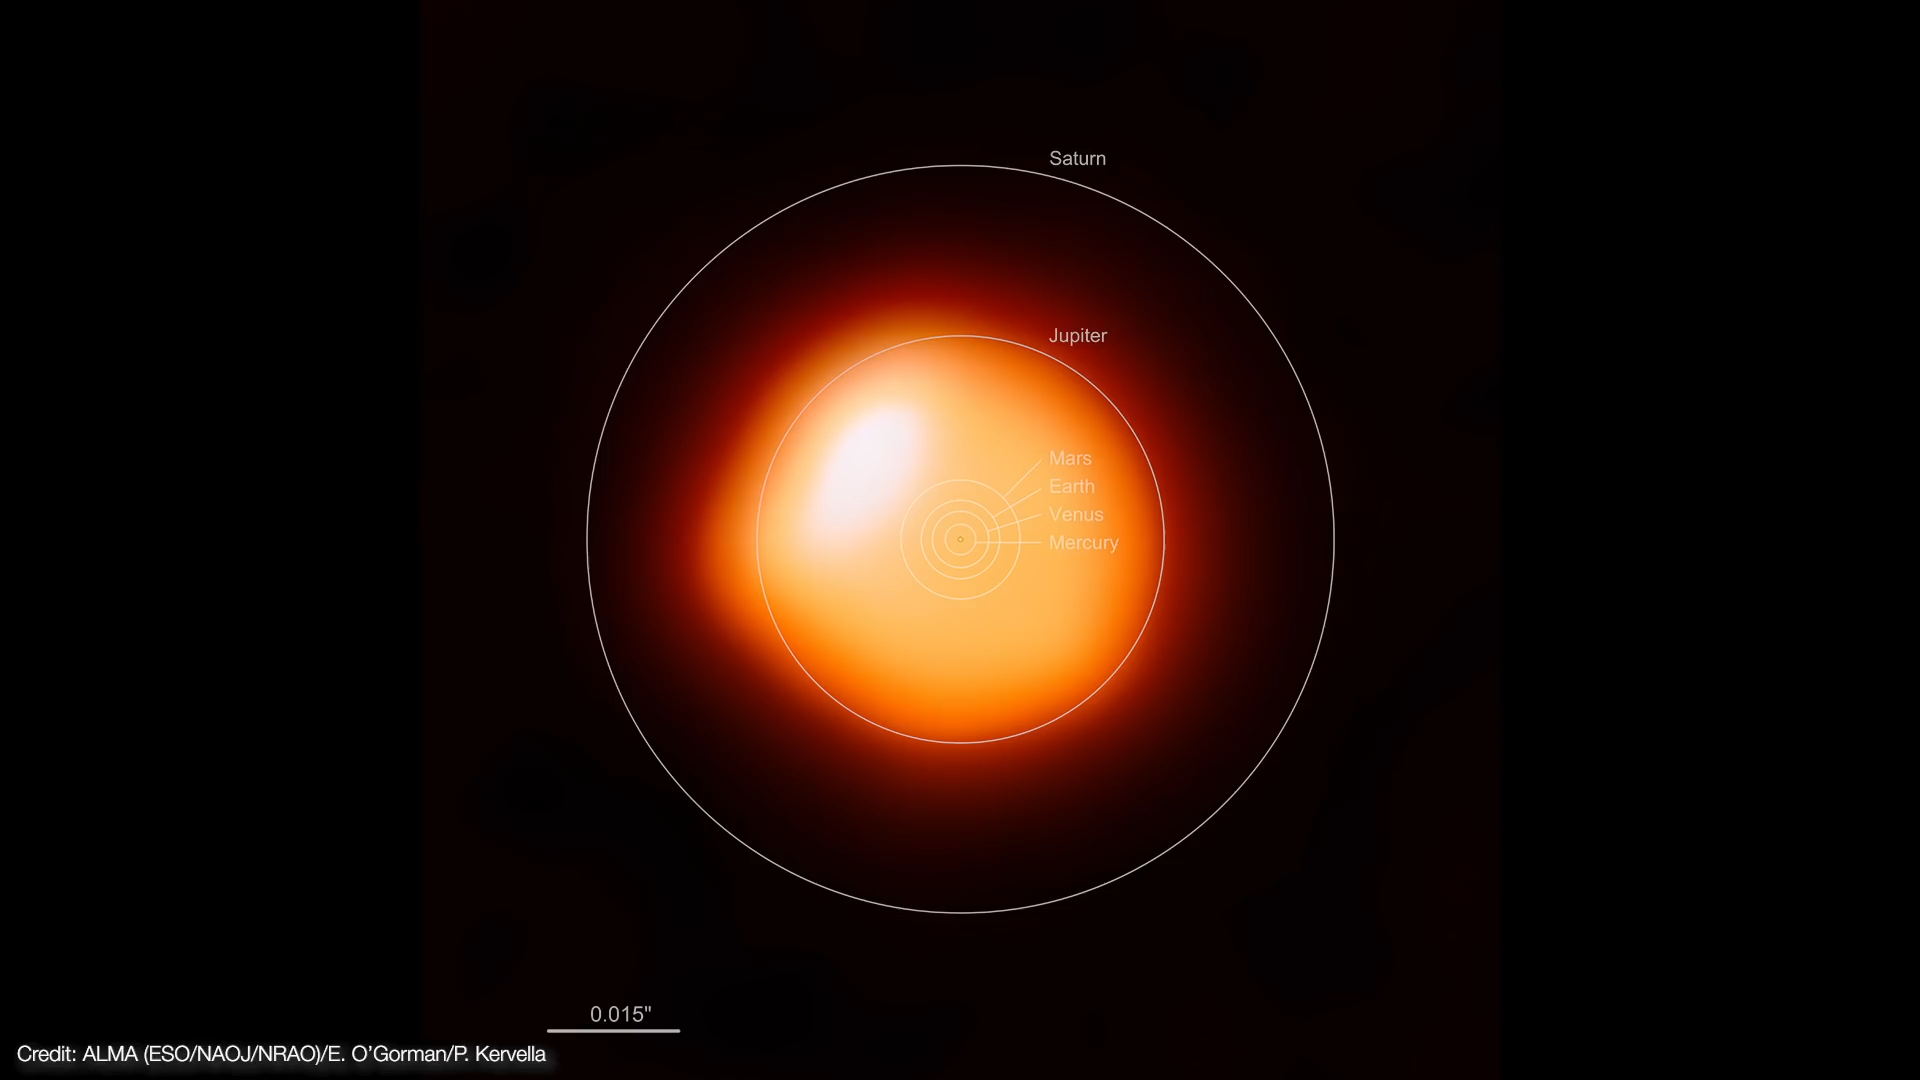 Saturn
Jupiter
Mars
Earth
Venus
Mercury
0.015"
Credit: ALMA (ESO/NAOJ/NRAO)/E. O’Gorman/P. Kervella